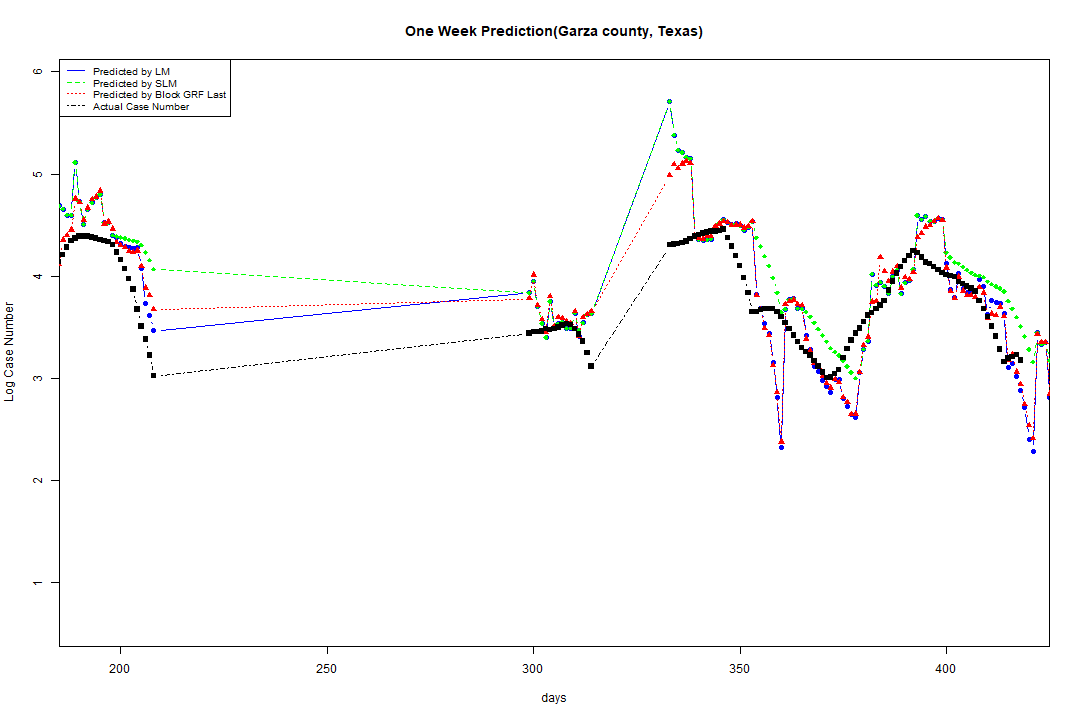 One Week Prediction(Garza county, Texas)
Predicted by LM
Predicted by SLM
Predicted by Block GRF Last
Actual Case Number
6
5
4
3
2
1
Log Case Number
200 250 300 350 400
days